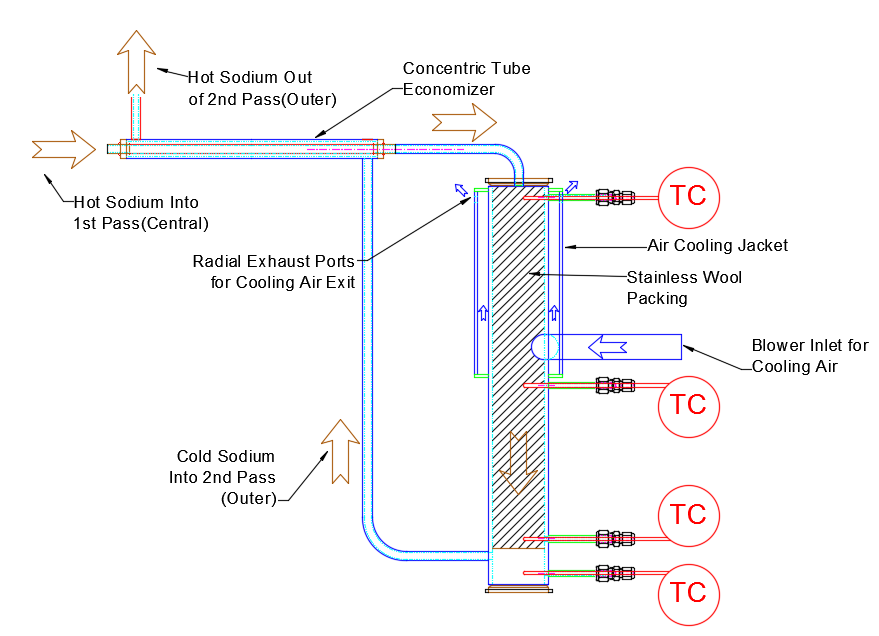 Hot Sodium Out
of 2nd Pass(Outer)
Concentric Tube
Economizer
Hot Sodium Into
1st Pass(Central)
TC
Radial Exhaust Ports
for Cooling Air Exit
Air Cooling Jacket
Stainless Wool
Packing
Blower Inlet for
Cooling Air
TC
Cold Sodium
Into 2nd Pass
(Outer)
TC
TC